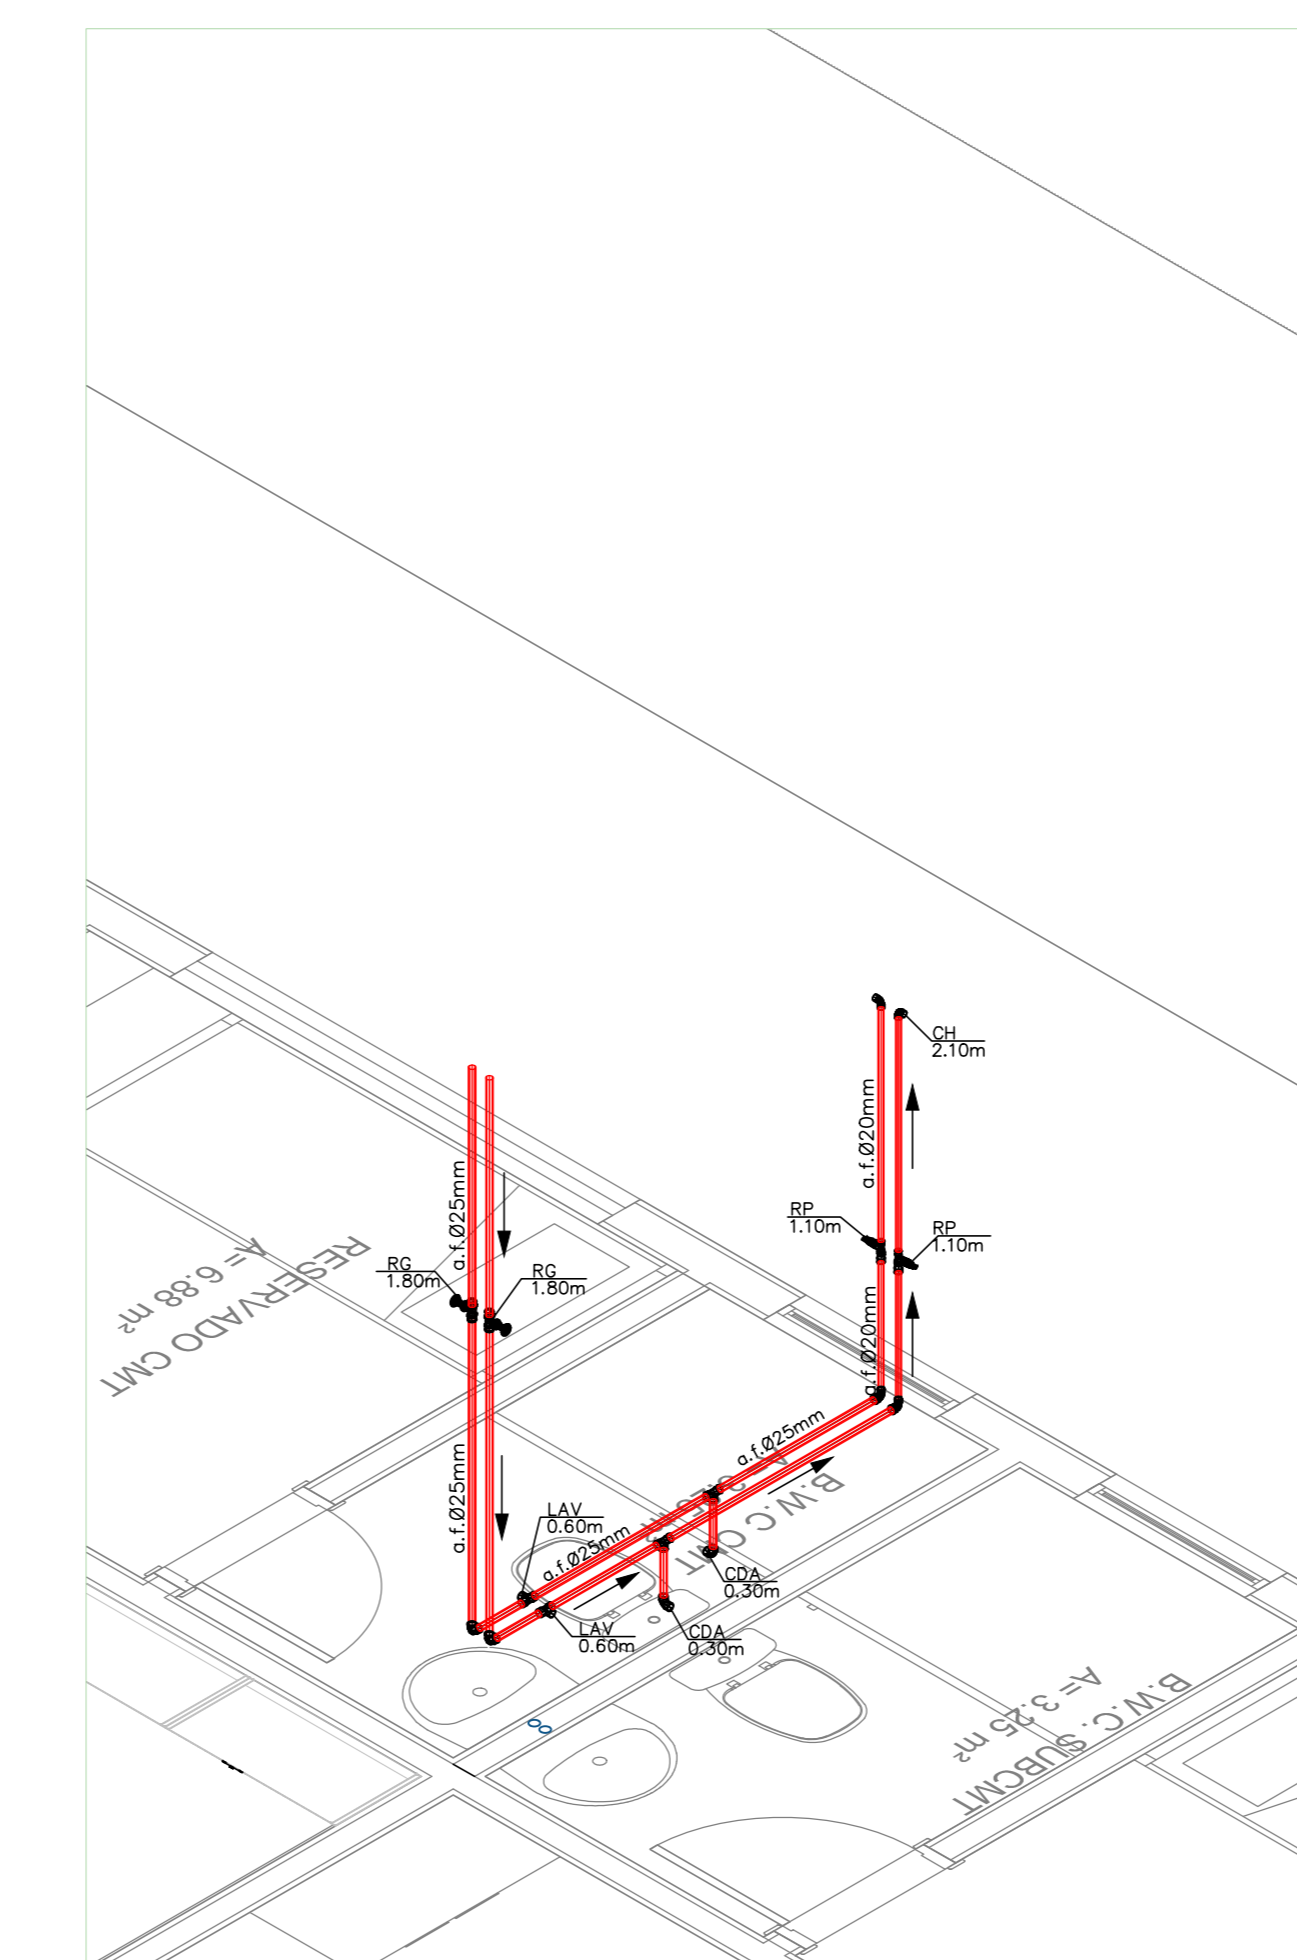 CH
2.10m
a.f.Ø20mm
RP
1.10m
RP
1.10m
a.f.Ø25mm
RG
1.80m
RG
1.80m
RESERVADO CMT
A= 6.88 m²
a.f.Ø20mm
a.f.Ø25mm
a.f.Ø25mm
B.W.C CMT
LAV
0.60m
a.f.Ø25mm
CDA
0.30m
LAV
0.60m
CDA
0.30m
B.W.C. SUBCMT
A= 3.25 m²